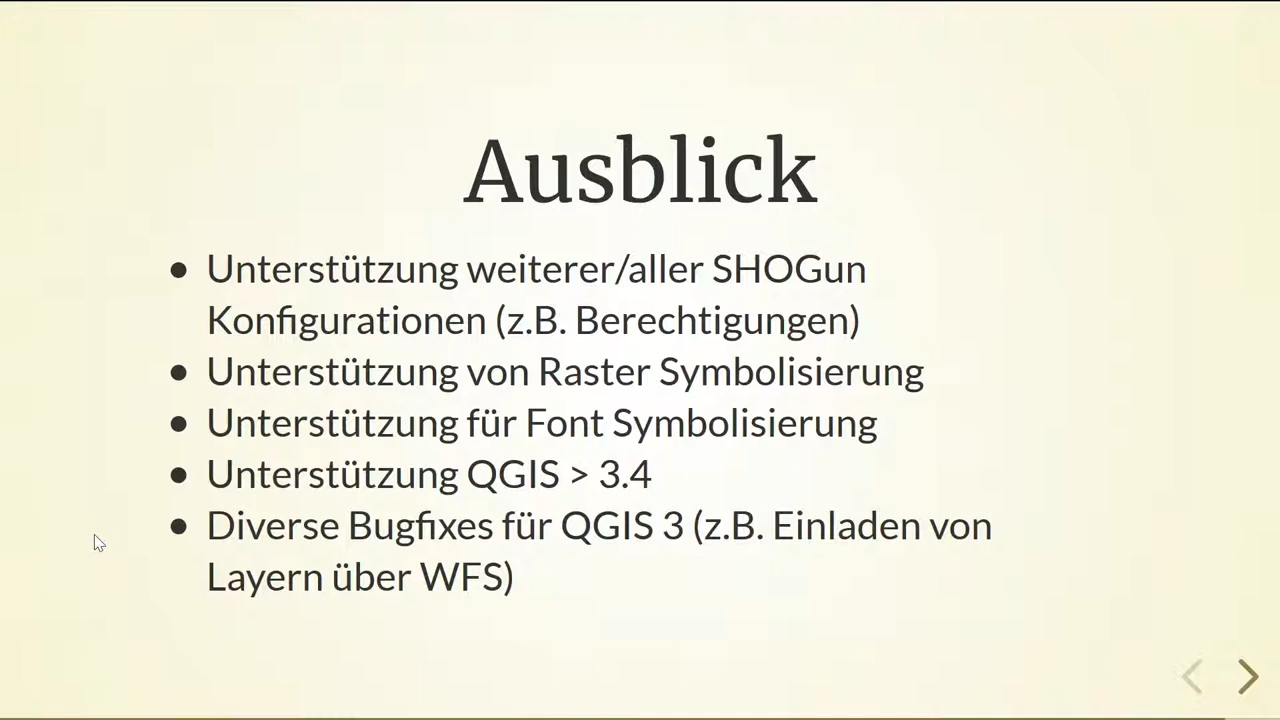 Ausblick
● Unterstützung weiterer/aller SHOGun
Konfigurationen (z.B. Berechtigungen)
● Unterstützung von Raster Symbolisierung
● Unterstützung für Font Symbolisierung
● Unterstützung QGIS > 3.4
● Diverse Bugfixes für QGIS 3 (z.B. Einladen von
Layern über WFS)